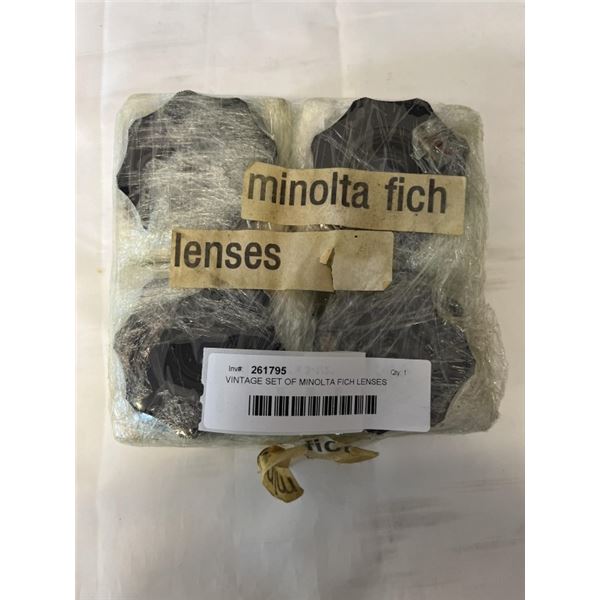 minolta fich
lenses
Inv#: 261795
Qty: 1
VINTAGE SET OF MINOLTA FICH LENSES
fich